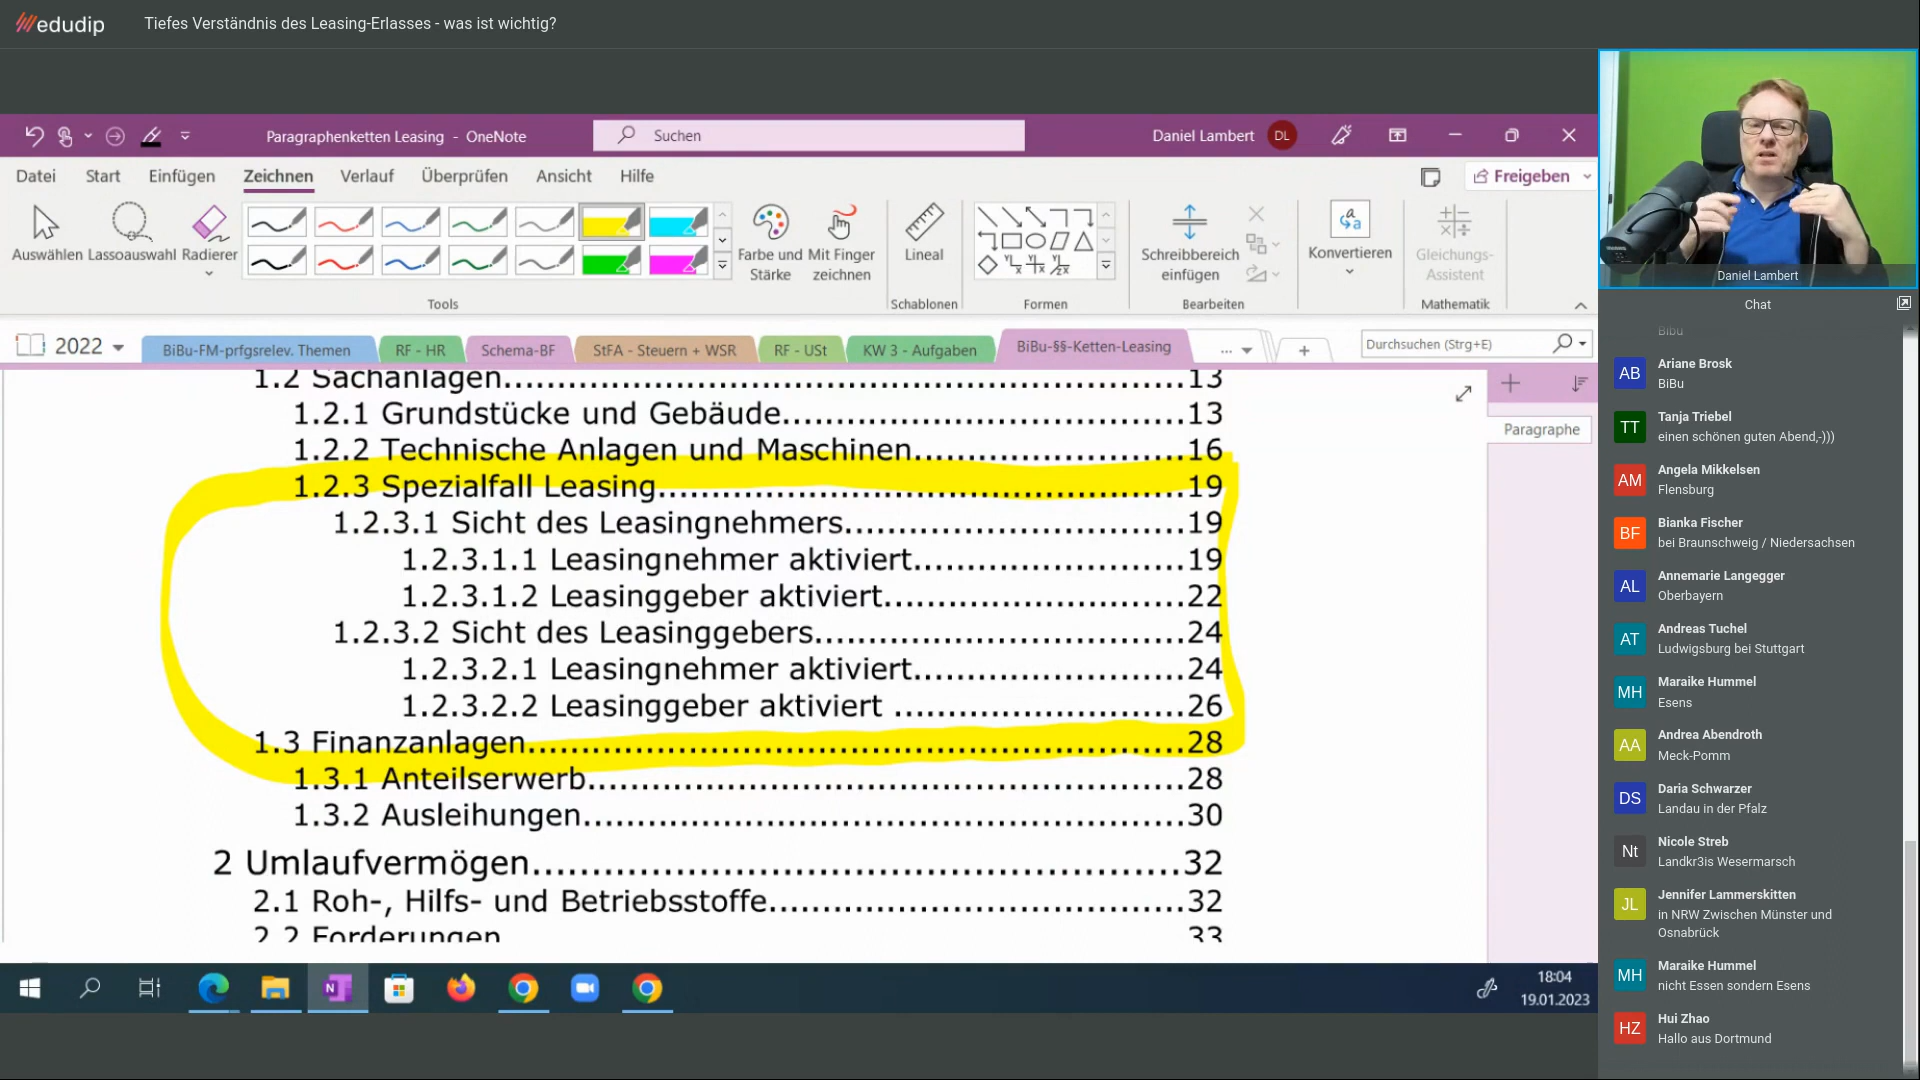 edudip
Tiefes Verständnis des Leasing-Erlasses - was ist wichtig?
Paragraphenketten Leasing - OneNote
Suchen
Daniel Lambert
DL
Datei Start Einfügen Zeichnen Verlauf Überprüfen Ansicht Hilfe
Freigeben
Auswählen
Lassoauswahl
Radierer
Farbe und Stärke
Mit Finger zeichnen
Lineal
Schreibbereich einfügen
Konvertieren
Gleichungs-Assistent
Tools
Schablonen
Formen
Bearbeiten
Mathematik
2022
BiBu-FM-prfgsrelev. Themen
RF - HR
Schema-BF
StFA - Steuern + WSR
RF - USt
KW 3 - Aufgaben
BiBu-§§-Ketten-Leasing
...
Durchsuchen (Strg+E)
Paragraphe
1.2 Sachanlagen 13
1.2.1 Grundstücke und Gebäude 13
1.2.2 Technische Anlagen und Maschinen 16
1.2.3 Spezialfall Leasing 19
1.2.3.1 Sicht des Leasingnehmers 19
1.2.3.1.1 Leasingnehmer aktiviert 19
1.2.3.1.2 Leasinggeber aktiviert 22
1.2.3.2 Sicht des Leasinggebers 24
1.2.3.2.1 Leasingnehmer aktiviert 24
1.2.3.2.2 Leasinggeber aktiviert 26
1.3 Finanzanlagen 28
1.3.1 Anteilserwerb 28
1.3.2 Ausleihungen 30
2 Umlaufvermögen 32
2.1 Roh-, Hilfs- und Betriebsstoffe 32
2.2 Forderungen 33
18:04
19.01.2023
Daniel Lambert
Chat
Bibu
AB
Ariane Brosk
BiBu
TT
Tanja Triebel
einen schönen guten Abend,-)))
AM
Angela Mikkelsen
Flensburg
BF
Bianka Fischer
bei Braunschweig / Niedersachsen
AL
Annemarie Langegger
Oberbayern
AT
Andreas Tuchel
Ludwigsburg bei Stuttgart
MH
Maraike Hummel
Esens
AA
Andrea Abendroth
Meck-Pomm
DS
Daria Schwarzer
Landau in der Pfalz
Nt
Nicole Streb
Landkr3is Wesermarsch
JL
Jennifer Lammerskitten
in NRW Zwischen Münster und
Osnabrück
MH
Maraike Hummel
nicht Essen sondern Esens
HZ
Hui Zhao
Hallo aus Dortmund